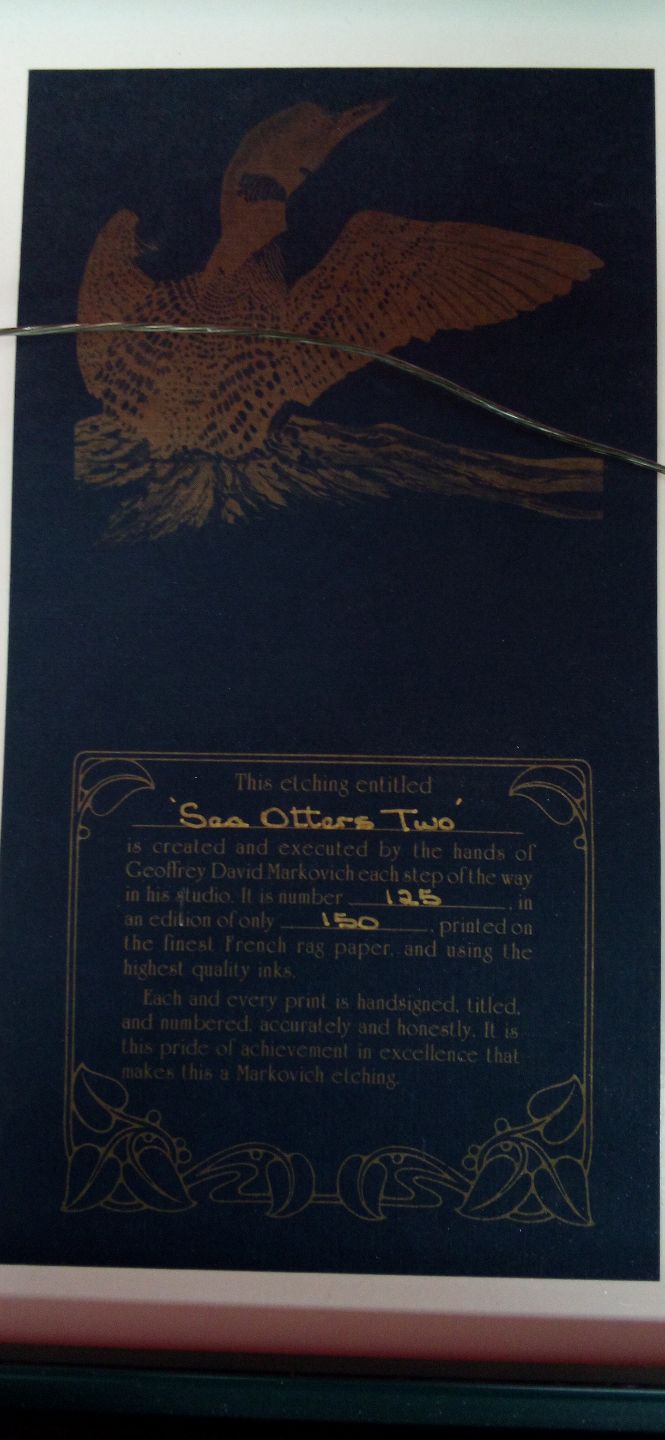 This etching entitled
'Sea Otters Two'
is created and executed by the hands of
Geoffrey David Markovich each step of the way
in his studio. It is number 125, in
an edition of only 150, printed on
the finest French rag paper, and using the
highest quality inks.
Each and every print is handsigned, titled,
and numbered, accurately and honestly. It is
this pride of achievement in excellence that
makes this a Markovich etching.